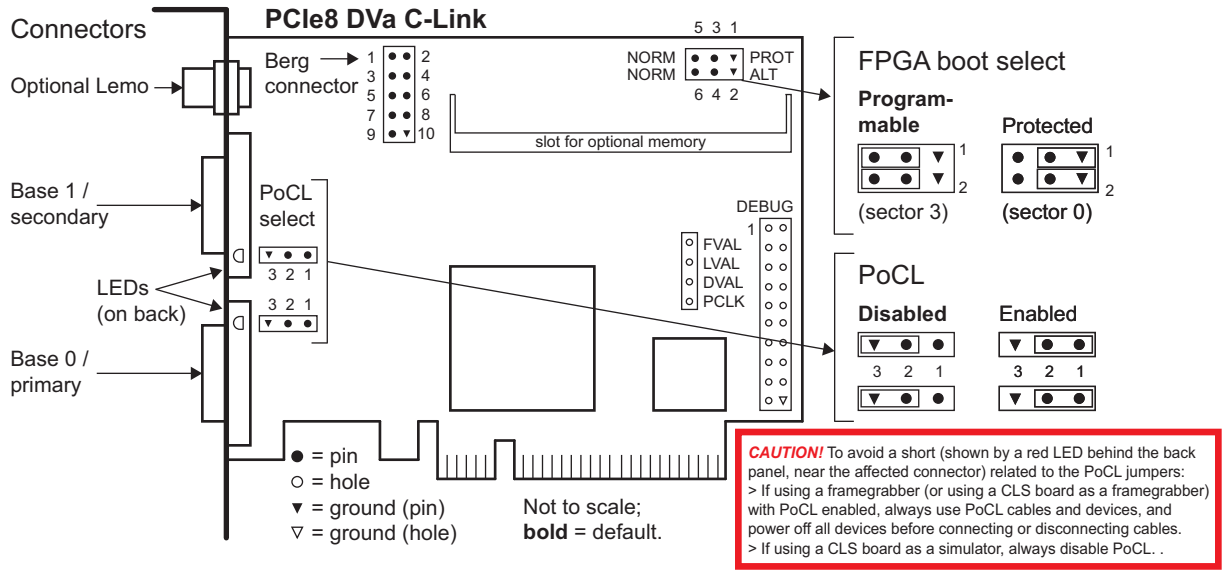 Connectors
PCIe8 DVa C-Link
Optional Lemo
Berg
connector
1 2
3 4
5 6
7 8
9 10
5 3 1
NORM PROT
NORM ALT
6 4 2
slot for optional memory
Base 1 /
secondary
PoCL
select
3 2 1
LEDs
(on back)
3 2 1
Base 0 /
primary
DEBUG
1
FVAL
LVAL
DVAL
PCLK
FPGA boot select
Program-
mable
Protected
1
2
1
2
(sector 3)
(sector 0)
PoCL
Disabled
Enabled
3 2 1
3 2 1
= pin
= hole
= ground (pin)
= ground (hole)
Not to scale;
bold = default.
CAUTION! To avoid a short (shown by a red LED behind the back
panel, near the affected connector) related to the PoCL jumpers:
> If using a framegrabber (or using a CLS board as a framegrabber)
with PoCL enabled, always use PoCL cables and devices, and
power off all devices before connecting or disconnecting cables.
> If using a CLS board as a simulator, always disable PoCL. .